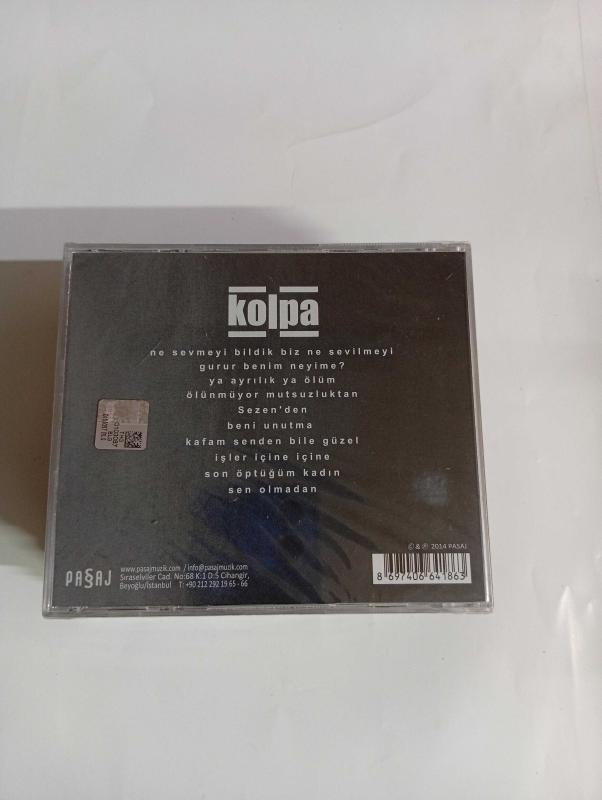 kolpa
ne sevmeyi bildik biz ne sevilmeyi
gurur benim neyime?
ya ayrılık ya ölüm
ölünmüyor mutsuzluktan
Sezen'den
beni unutma
kafam senden bile güzel
işler içine içine
son öptüğüm kadın
sen olmadan
© & ℗ 2014 PASAJ
PASAJ
www.pasajmuzik.com / info@pasajmuzik.com
Sıraselviler Cad. No:68 K:1 D:5 Cihangir,
Beyoğlu/İstanbul T: +90 212 292 19 65 - 66
8 697406 641863